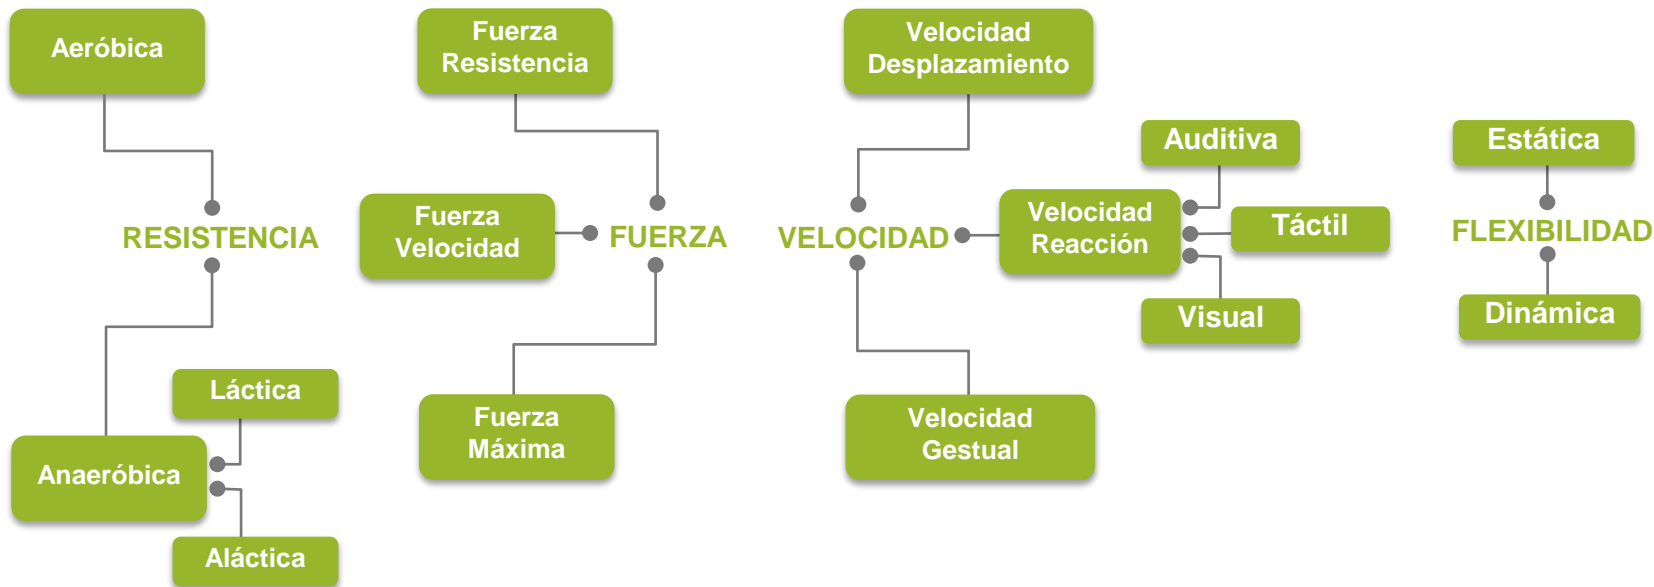 Aeróbica
RESISTENCIA
Láctica
Anaeróbica
Aláctica
Fuerza
Resistencia
Fuerza
Velocidad
FUERZA
Fuerza
Máxima
Velocidad
Desplazamiento
VELOCIDAD
Velocidad
Reacción
Auditiva
Táctil
Visual
Velocidad
Gestual
Estática
FLEXIBILIDAD
Dinámica